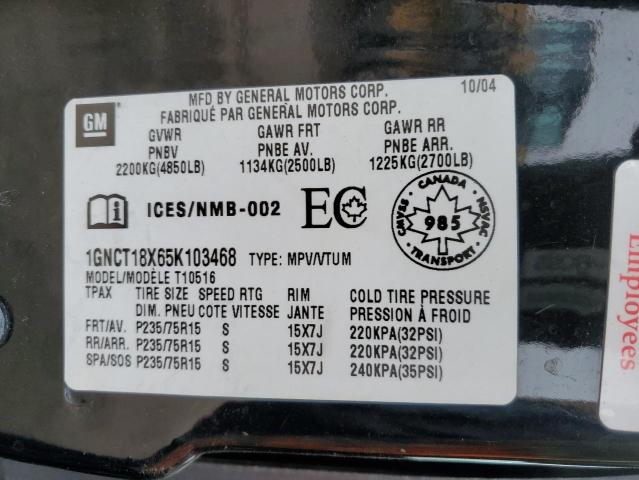 GM
MFD BY GENERAL MOTORS CORP. 10/04
FABRIQUÉ PAR GENERAL MOTORS CORP.
GVWR GAWR FRT GAWR RR
PNBV PNBE AV. PNBE ARR.
2200KG(4850LB) 1134KG(2500LB) 1225KG(2700LB)
i ICES/NMB-002 EC
CANADA
CMVSS 985 NSVAC
TRANSPORT
1GNCT18X65K103468 TYPE: MPV/VTUM
MODEL/MODÈLE T10516
TPAX TIRE SIZE SPEED RTG RIM COLD TIRE PRESSURE
DIM. PNEU COTE VITESSE JANTE PRESSION À FROID
FRT/AV. P235/75R15 S 15X7J 220KPA(32PSI)
RR/ARR. P235/75R15 S 15X7J 220KPA(32PSI)
SPA/SOS P235/75R15 S 15X7J 240KPA(35PSI)
Employees